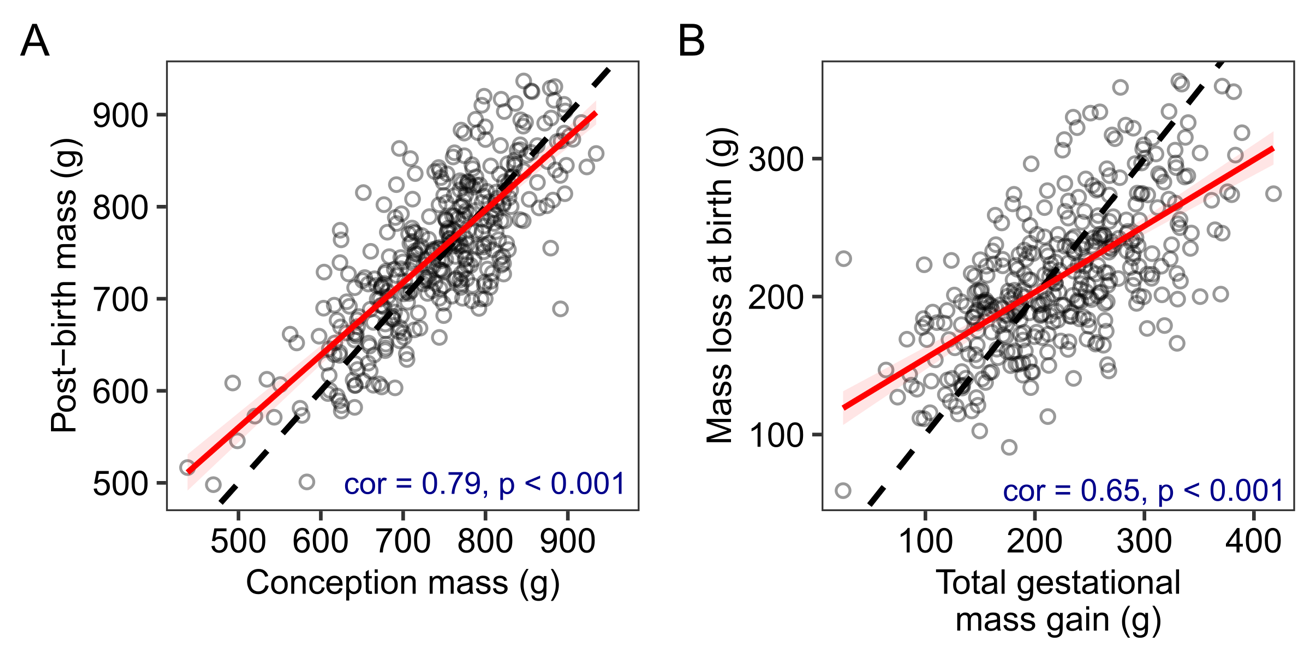 A
Post−birth mass (g)
900
800
700
600
500
cor = 0.79, p < 0.001
500 600 700 800 900
Conception mass (g)
B
Mass loss at birth (g)
300
200
100
cor = 0.65, p < 0.001
100 200 300 400
Total gestational
mass gain (g)